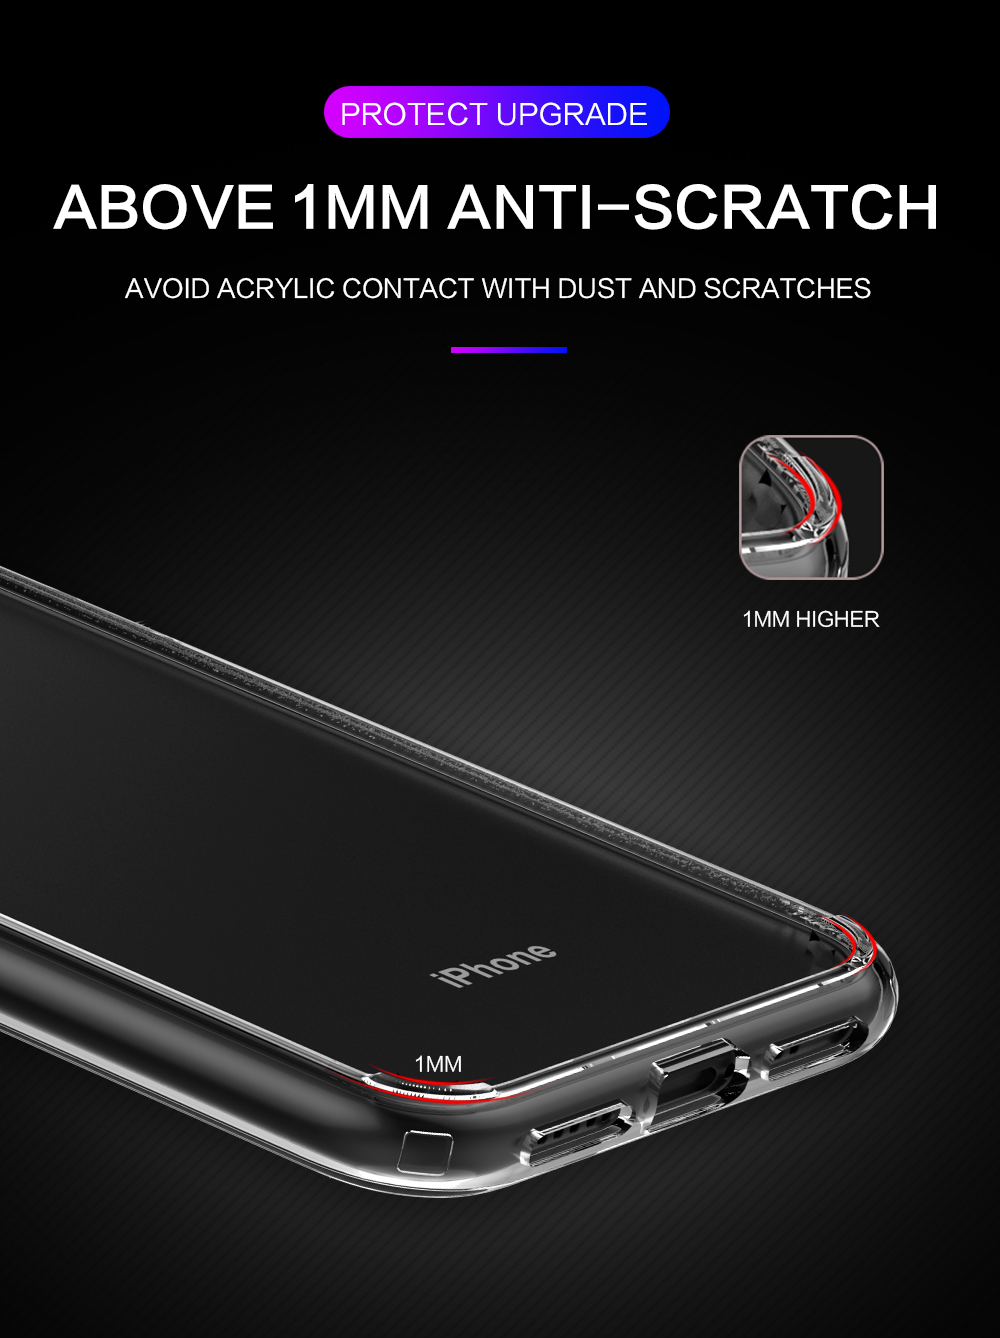 PROTECT UPGRADE
ABOVE 1MM ANTI-SCRATCH
AVOID ACRYLIC CONTACT WITH DUST AND SCRATCHES
1MM HIGHER
iPhone
1MM